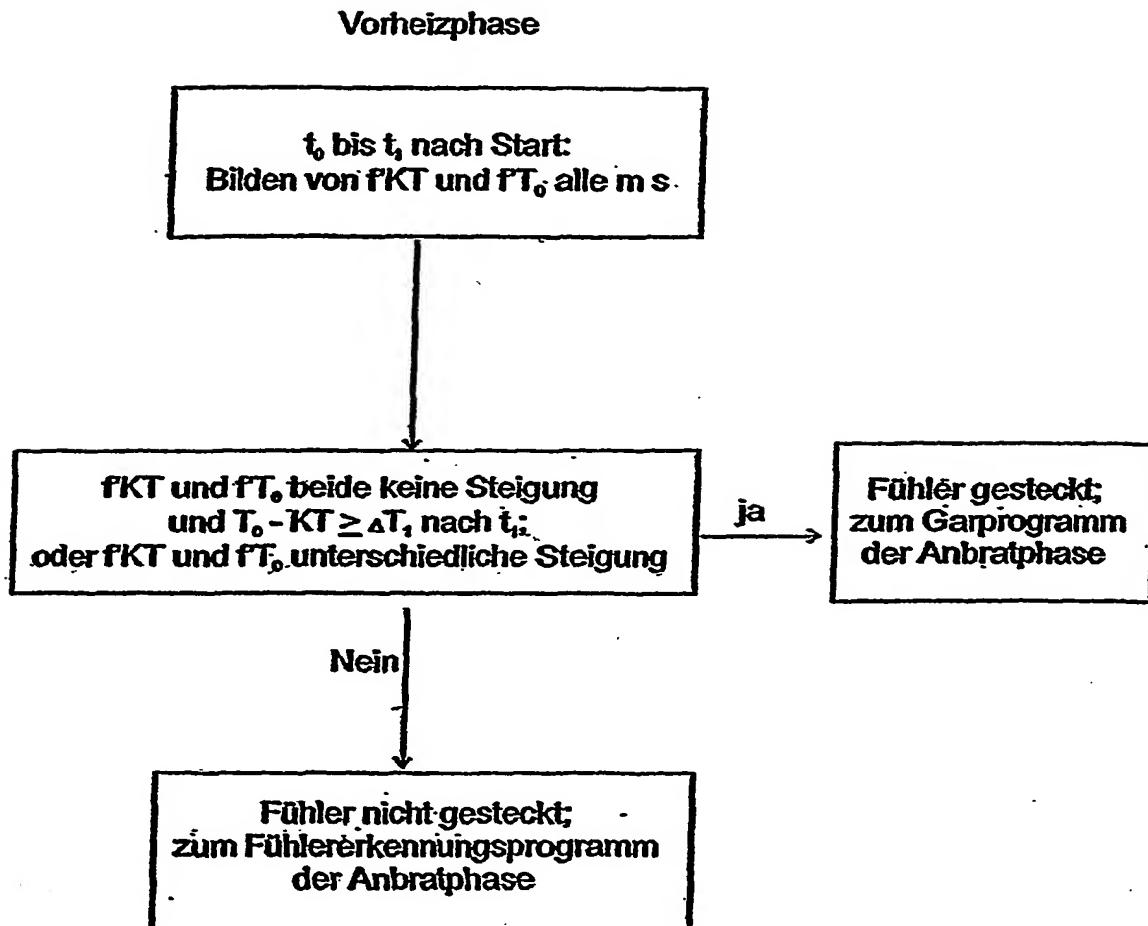 Vorheizphase
t₀ bis t₁ nach Start:
Bilden von f'KT und f'T₀ alle m s
f'KT und f'T₀ beide keine Steigung
und T₀ - KT ≥ ΔT₁ nach t₁;
oder f'KT und f'T₀ unterschiedliche Steigung
ja
Fühler gesteckt;
zum Garprogramm
der Anbratphase
Nein
Fühler nicht gesteckt;
zum Fühlererkennungsprogramm
der Anbratphase